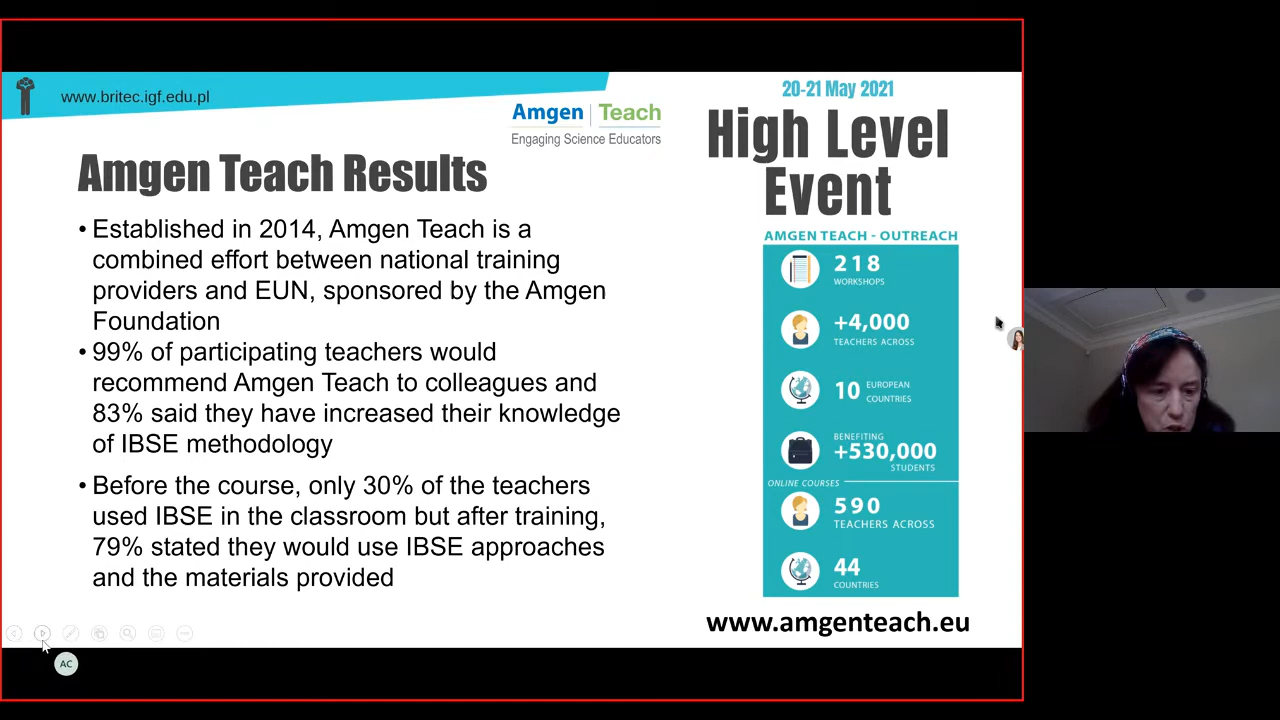 www.britec.igf.edu.pl
Amgen Teach
Engaging Science Educators
Amgen Teach Results
• Established in 2014, Amgen Teach is a
combined effort between national training
providers and EUN, sponsored by the Amgen
Foundation
• 99% of participating teachers would
recommend Amgen Teach to colleagues and
83% said they have increased their knowledge
of IBSE methodology
• Before the course, only 30% of the teachers
used IBSE in the classroom but after training,
79% stated they would use IBSE approaches
and the materials provided
20-21 May 2021
High Level
Event
AMGEN TEACH - OUTREACH
218
WORKSHOPS
+4,000
TEACHERS ACROSS
10 EUROPEAN
COUNTRIES
BENEFITING
+530,000
STUDENTS
ONLINE COURSES
590
TEACHERS ACROSS
44
COUNTRIES
www.amgenteach.eu
AC